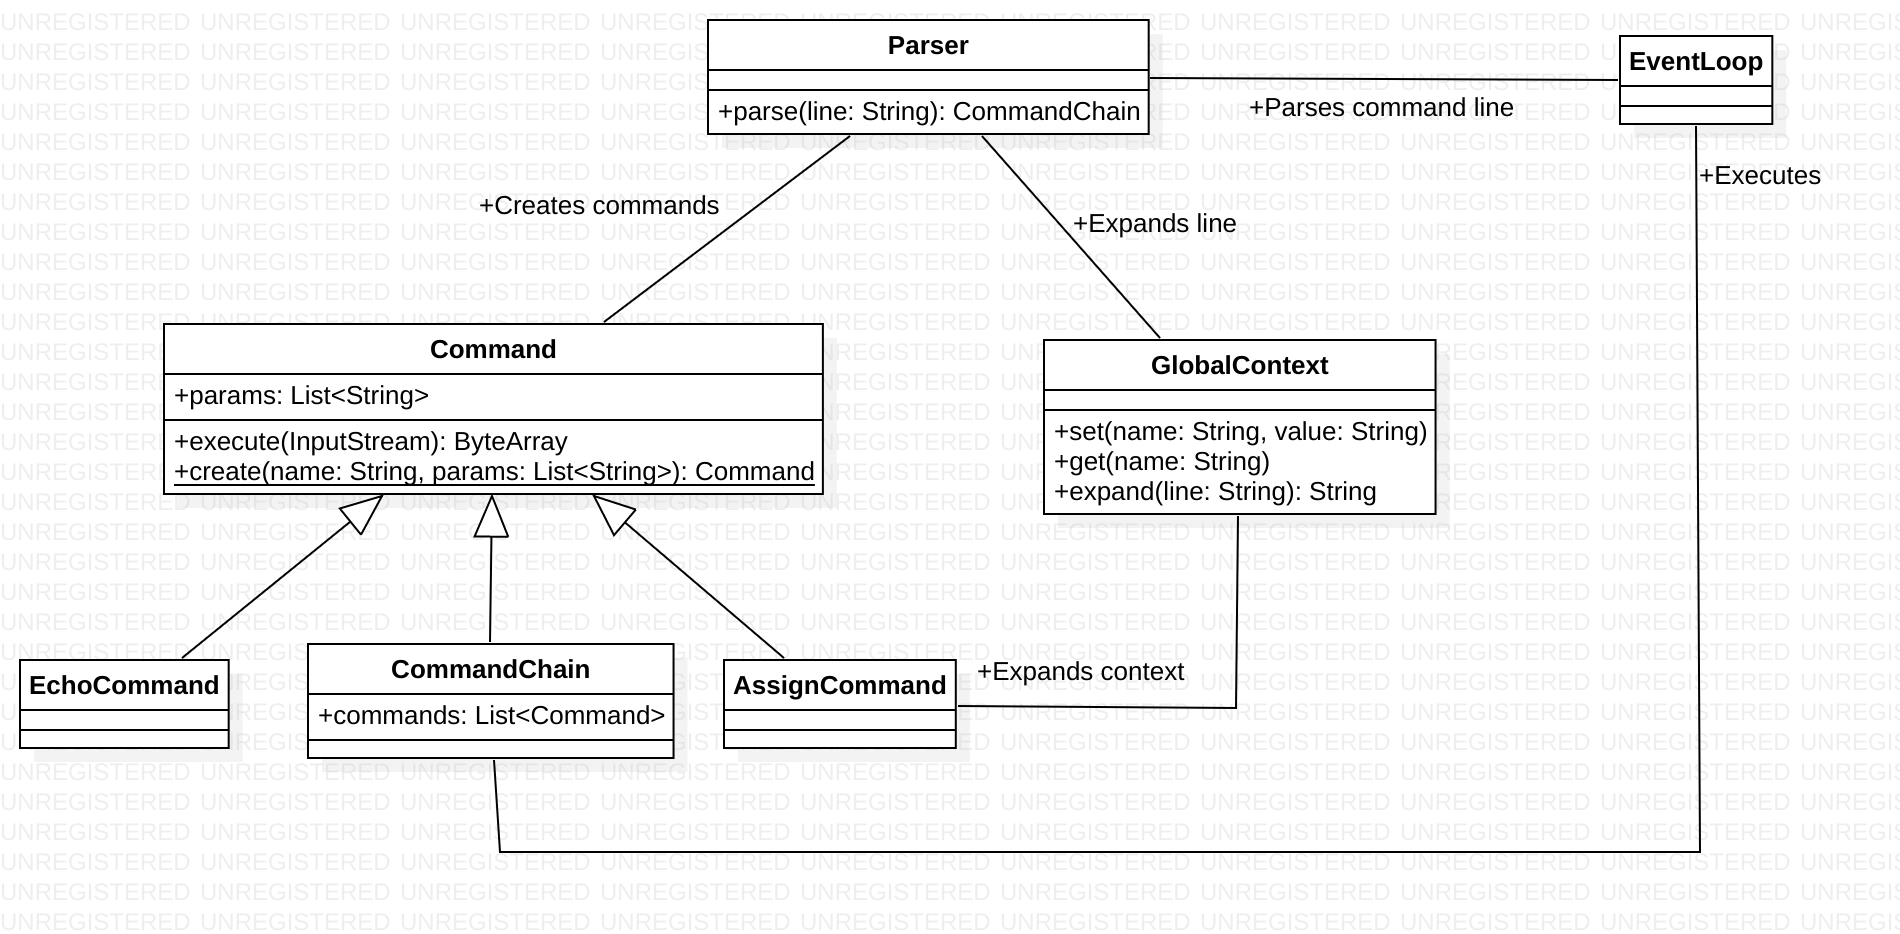 Parser
+parse(line: String): CommandChain
EventLoop
+Parses command line
+Executes
+Creates commands
+Expands line
Command
+params: List<String>
+execute(InputStream): ByteArray
+create(name: String, params: List<String>): Command
GlobalContext
+set(name: String, value: String)
+get(name: String)
+expand(line: String): String
EchoCommand
CommandChain
+commands: List<Command>
AssignCommand
+Expands context
UNREGISTERED